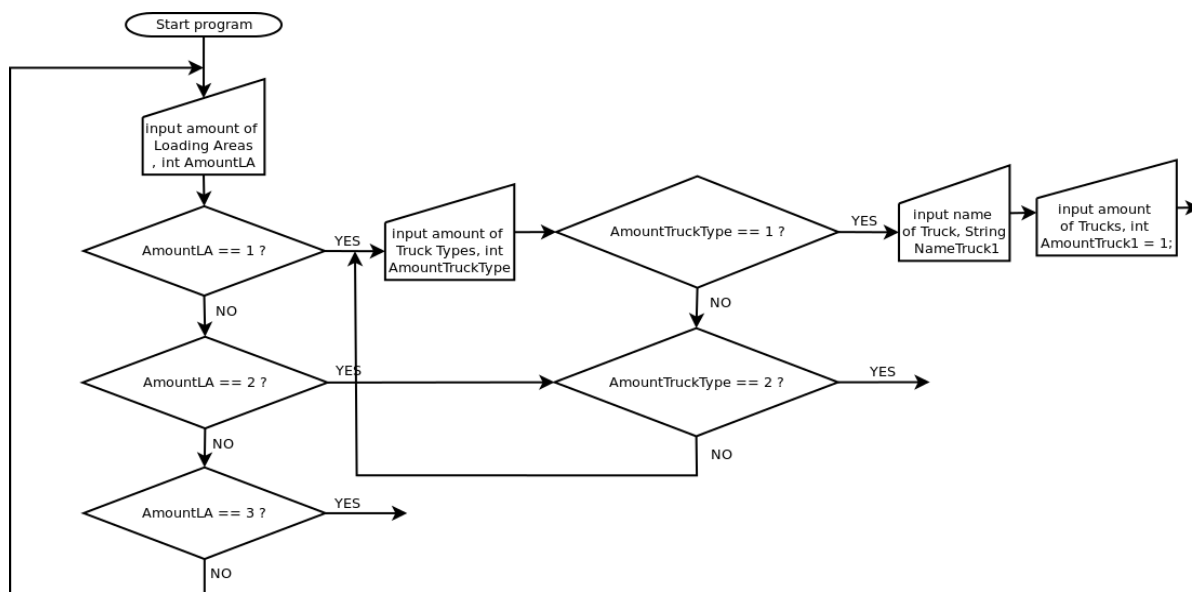 Start program
input amount of
Loading Areas
, int AmountLA
AmountLA == 1 ?
YES
NO
input amount of
Truck Types, int
AmountTruckType
AmountTruckType == 1 ?
YES
NO
input name
of Truck, String
NameTruck1
input amount
of Trucks, int
AmountTruck1 = 1;
AmountLA == 2 ?
YES
NO
AmountTruckType == 2 ?
YES
NO
AmountLA == 3 ?
YES
NO